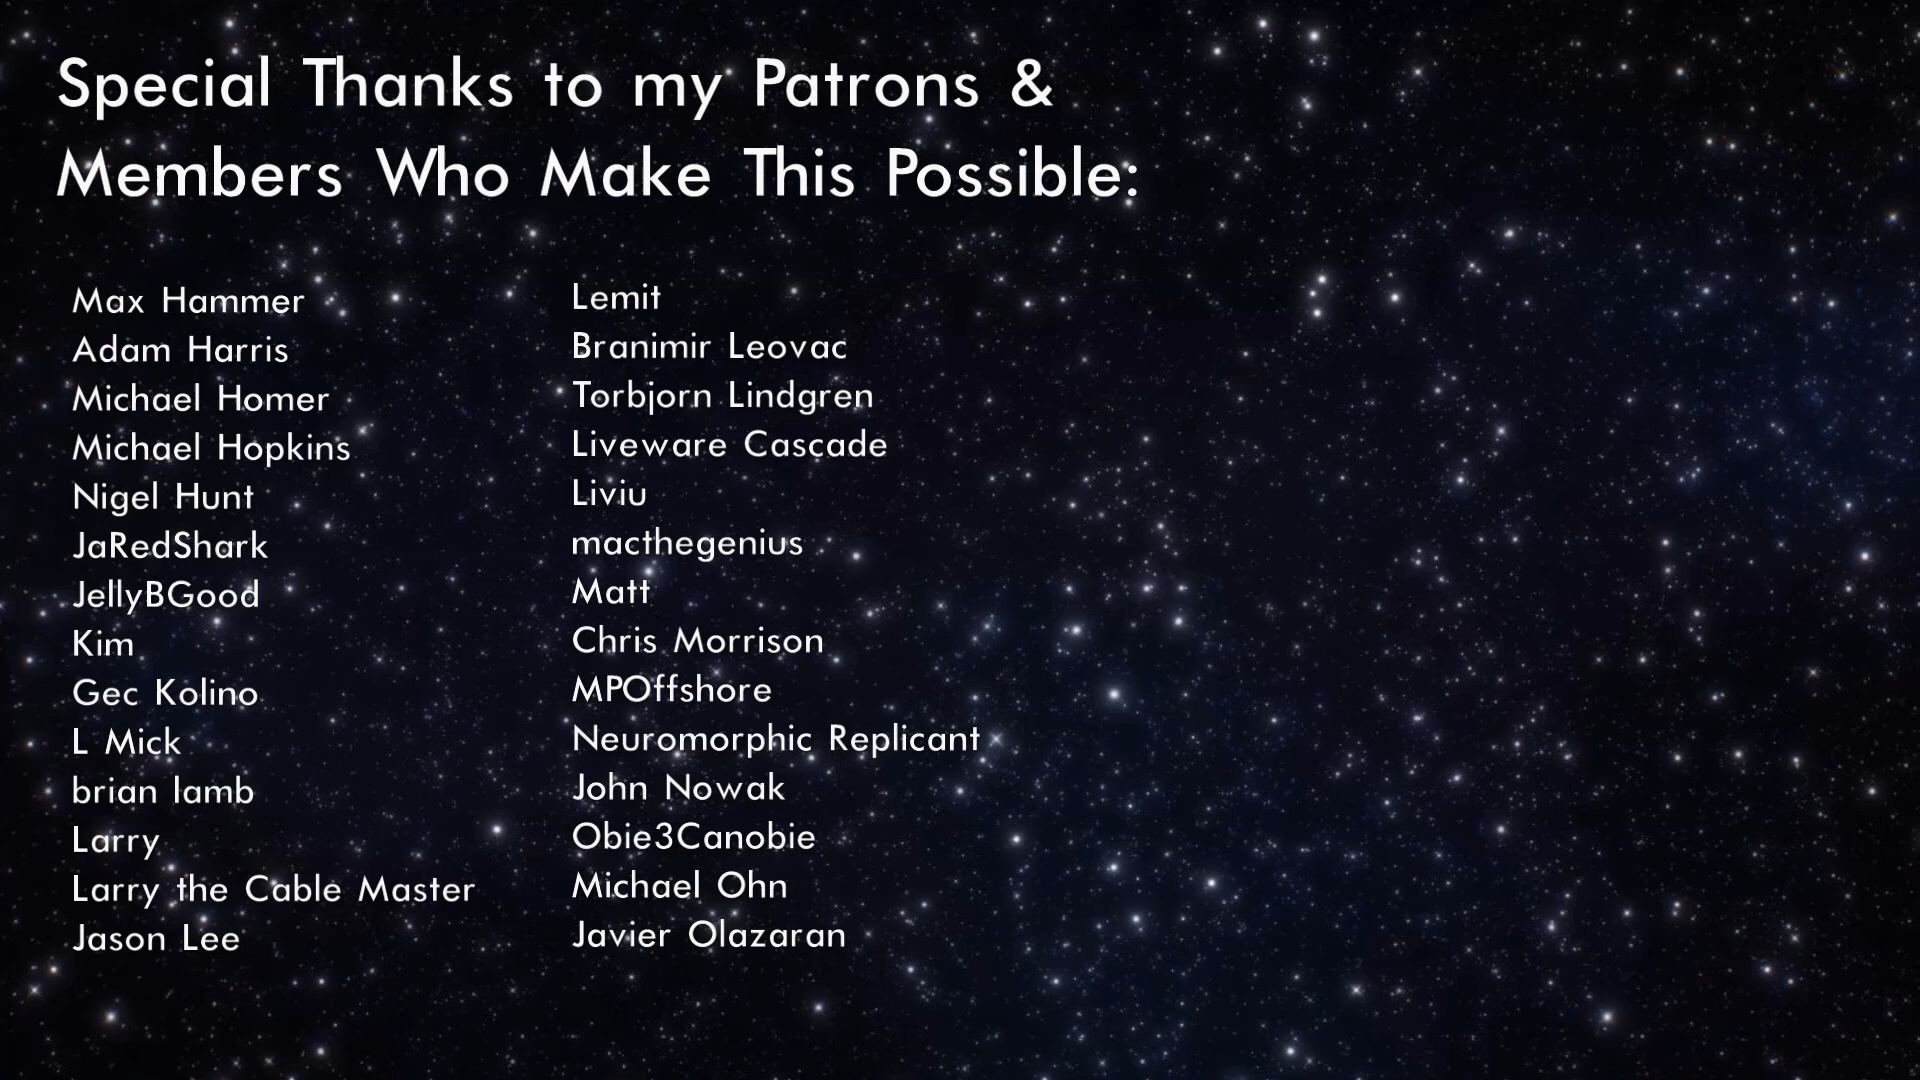 Special Thanks to my Patrons &
Members Who Make This Possible:
Max Hammer
Adam Harris
Michael Homer
Michael Hopkins
Nigel Hunt
JaRedShark
JellyBGood
Kim
Gec Kolino
L Mick
brian lamb
Larry
Larry the Cable Master
Jason Lee
Lemit
Branimir Leovac
Torbjorn Lindgren
Liveware Cascade
Liviu
macthegenius
Matt
Chris Morrison
MPOffshore
Neuromorphic Replicant
John Nowak
Obie3Canobie
Michael Ohn
Javier Olazaran